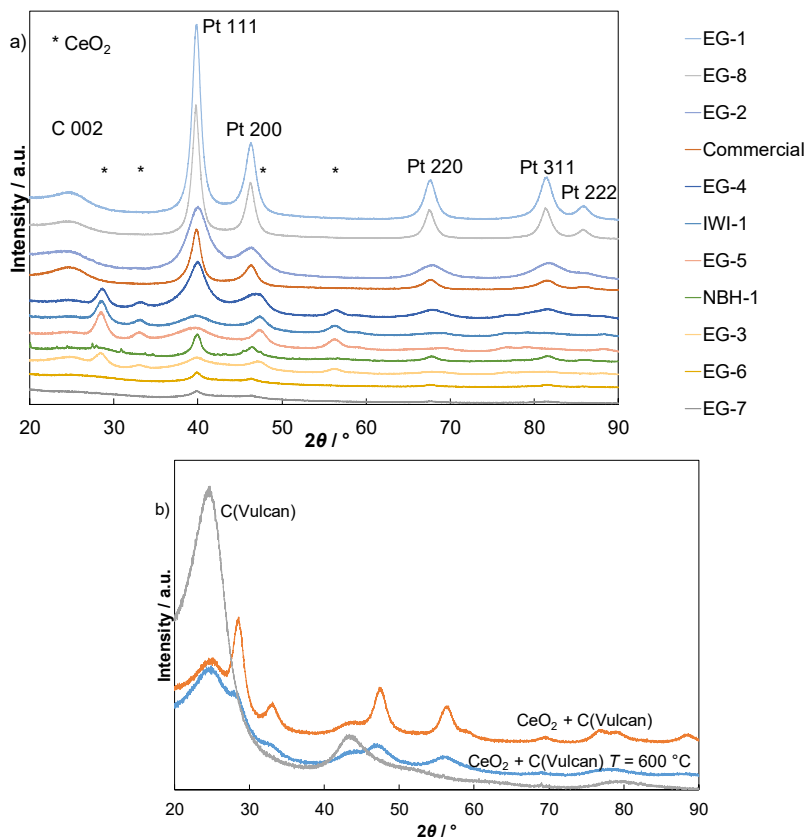 a)
* CeO₂
Pt 111
C 002
Pt 200
Pt 220
Pt 311
Pt 222
* * * *
Intensity / a.u.
20 30 40 50 60 70 80 90
2θ / °
EG-1
EG-8
EG-2
Commercial
EG-4
IWI-1
EG-5
NBH-1
EG-3
EG-6
EG-7
b)
C(Vulcan)
Intensity / a.u.
CeO₂ + C(Vulcan)
CeO₂ + C(Vulcan) T = 600 °C
20 30 40 50 60 70 80 90
2θ / °